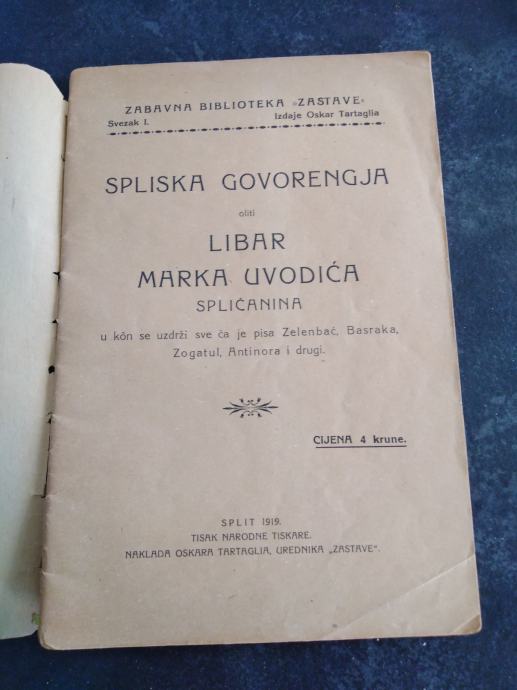 ZABAVNA BIBLIOTEKA »ZASTAVE«
Svezak I. Izdaje Oskar Tartaglia
SPLISKA GOVORENGJA
oliti
LIBAR
MARKA UVODIĆA
SPLIĆANINA
u kôn se uzdrži sve ča je pisa Zelenbać, Basraka,
Zogatul, Antinora i drugi.
CIJENA 4 krune.
SPLIT 1919.
TISAK NARODNE TISKARE.
NAKLADA OSKARA TARTAGLIA, UREDNIKA „ZASTAVE".